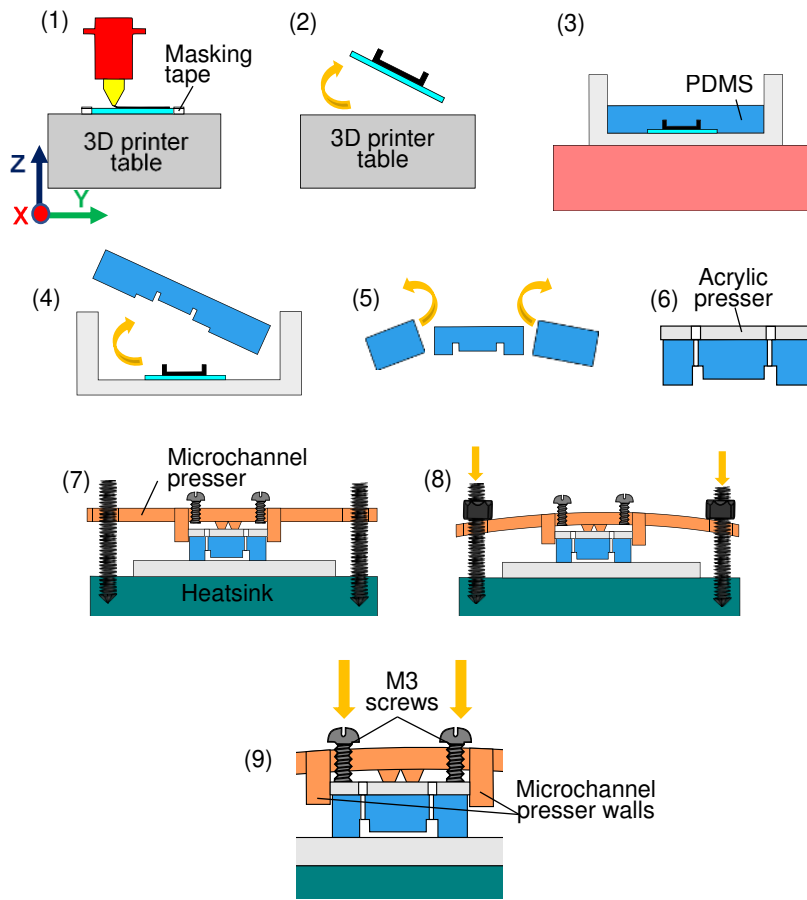 (1)
Masking
tape
3D printer
table
Z
Y
X
(2)
3D printer
table
(3)
PDMS
(4)
(5)
(6)
Acrylic
presser
(7)
Microchannel
presser
Heatsink
(8)
(9)
M3
screws
Microchannel
presser walls